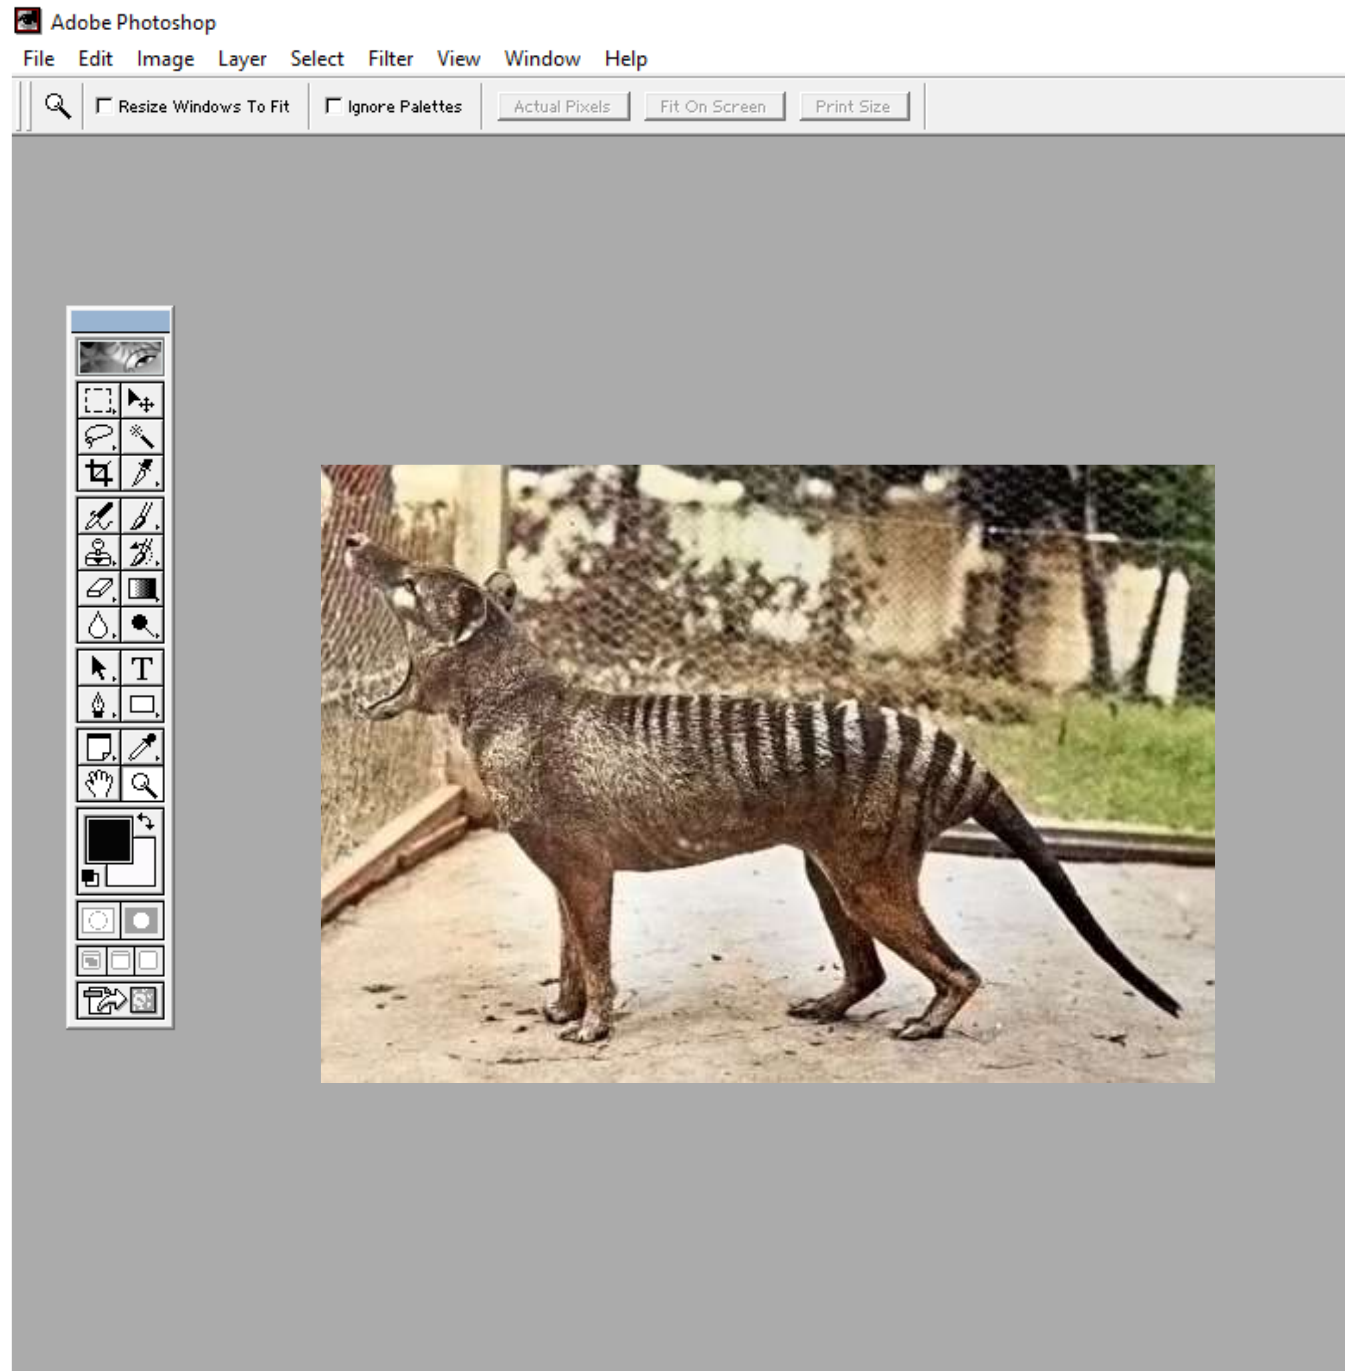 Adobe Photoshop
File Edit Image Layer Select Filter View Window Help
Resize Windows To Fit Ignore Palettes Actual Pixels Fit On Screen Print Size
T